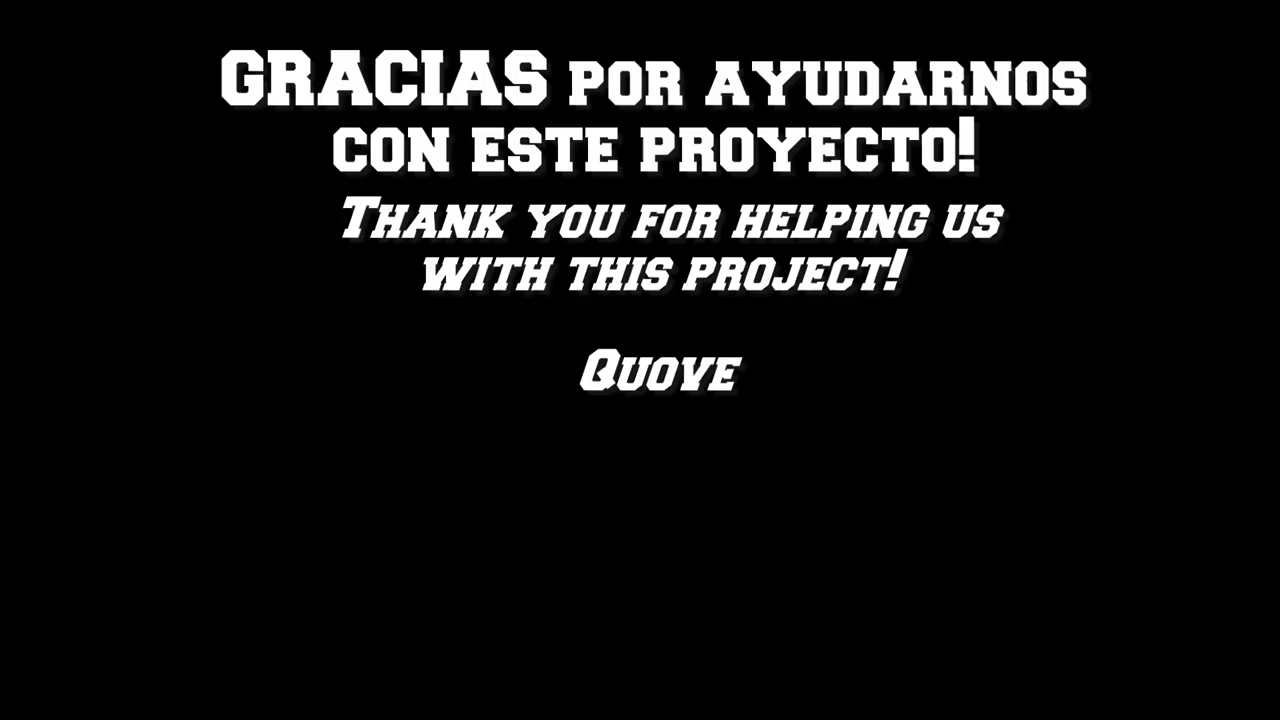 GRACIAS POR AYUDARNOS
CON ESTE PROYECTO!
THANK YOU FOR HELPING US
WITH THIS PROJECT!
QUOVE